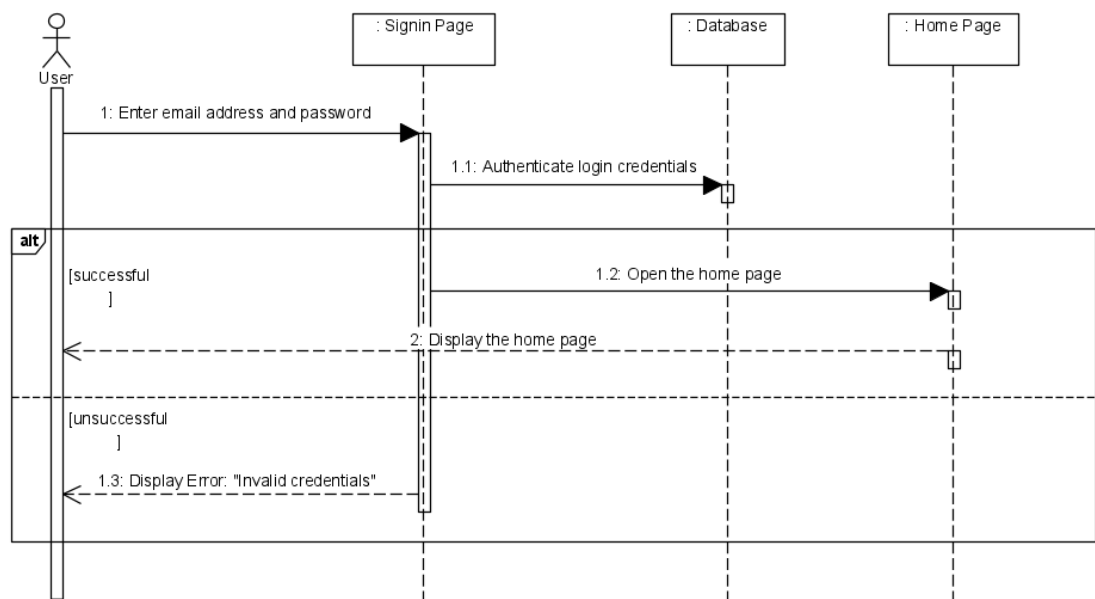 : Signin Page
: Database
: Home Page
User
1: Enter email address and password
1.1: Authenticate login credentials
alt
[successful
]
1.2: Open the home page
2: Display the home page
[unsuccessful
]
1.3: Display Error: "Invalid credentials"